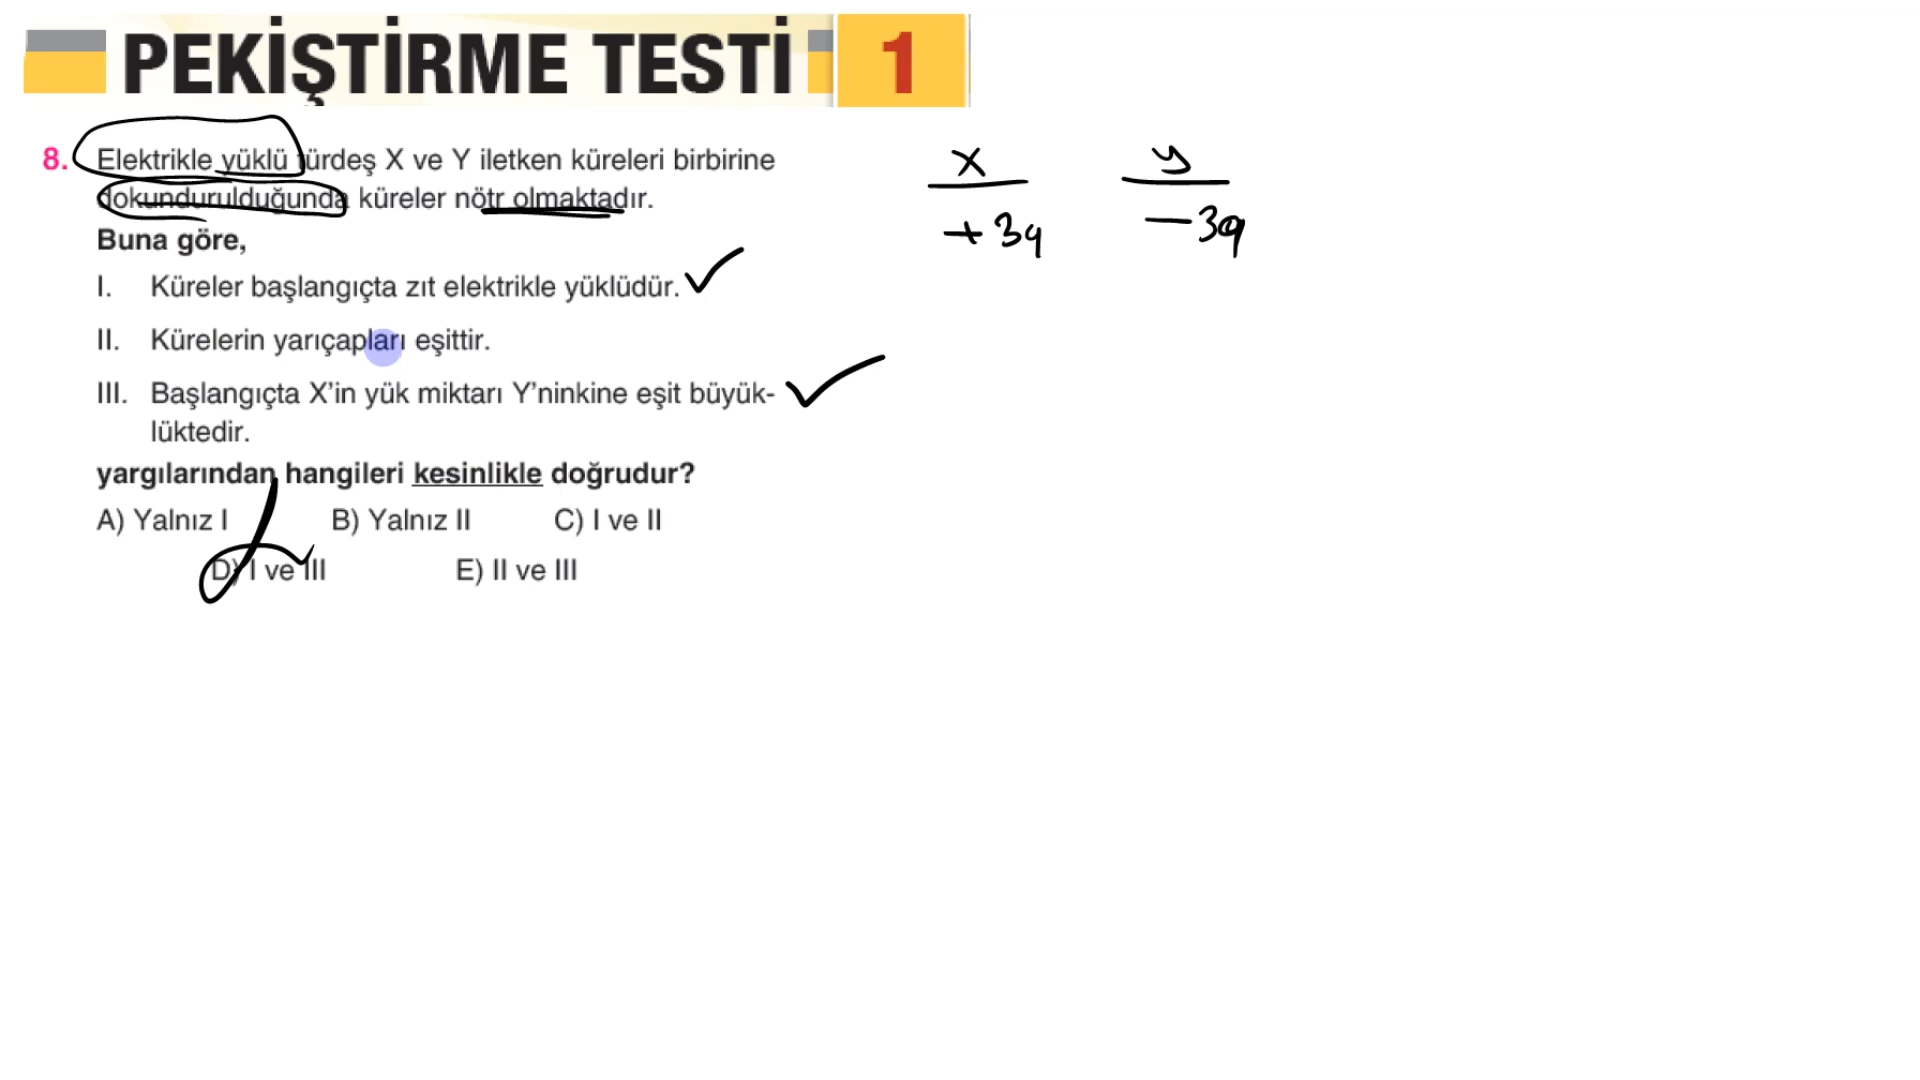 PEKİŞTİRME TESTİ 1
8. Elektrikle yüklü türdeş X ve Y iletken küreleri birbirine
dokundurulduğunda küreler nötr olmaktadır.
Buna göre,
I. Küreler başlangıçta zıt elektrikle yüklüdür.
II. Kürelerin yarıçapları eşittir.
III. Başlangıçta X'in yük miktarı Y'ninkine eşit büyük-
lüktedir.
yargılarından hangileri kesinlikle doğrudur?
A) Yalnız I B) Yalnız II C) I ve II
D) I ve III E) II ve III
X y
+3q -3q